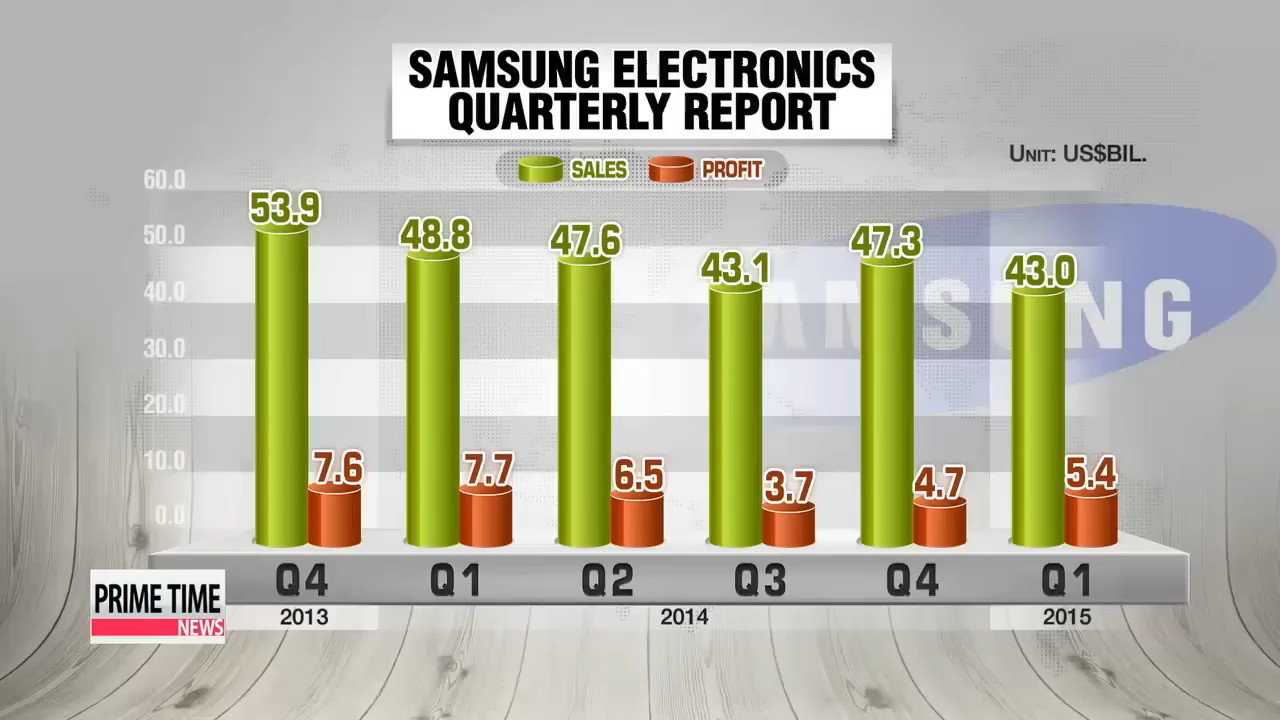 SAMSUNG ELECTRONICS
QUARTERLY REPORT
UNIT: US$BIL.
SALES PROFIT
60.0
50.0
40.0
30.0
20.0
10.0
0.0
53.9 7.6
48.8 7.7
47.6 6.5
43.1 3.7
47.3 4.7
43.0 5.4
SAMSUNG
Q4 Q1 Q2 Q3 Q4 Q1
2013 2014 2015
PRIME TIME
NEWS